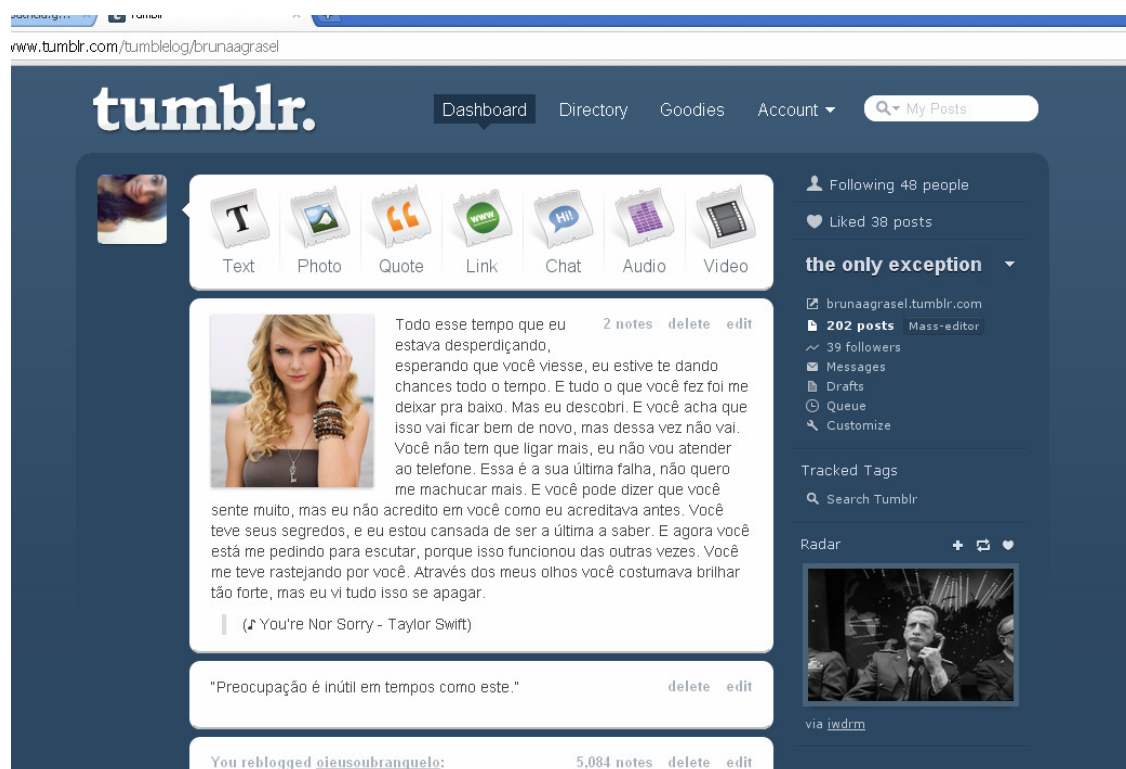 Tumblr
www.tumblr.com/tumblelog/brunaagrasel
tumblr.
Dashboard Directory Goodies Account My Posts
Text Photo Quote Link Chat Audio Video
T www Hi!
Following 48 people
Liked 38 posts
the only exception
brunaagrasel.tumblr.com
202 posts Mass-editor
39 followers
Messages
Drafts
Queue
Customize
Tracked Tags
Search Tumblr
Radar
via iwdrm
2 notes delete edit
Todo esse tempo que eu
estava desperdiçando,
esperando que você viesse, eu estive te dando
chances todo o tempo. E tudo o que você fez foi me
deixar pra baixo. Mas eu descobri. E você acha que
isso vai ficar bem de novo, mas dessa vez não vai.
Você não tem que ligar mais, eu não vou atender
ao telefone. Essa é a sua última falha, não quero
me machucar mais. E você pode dizer que você
sente muito, mas eu não acredito em você como eu acreditava antes. Você
teve seus segredos, e eu estou cansada de ser a última a saber. E agora você
está me pedindo para escutar, porque isso funcionou das outras vezes. Você
me teve rastejando por você. Através dos meus olhos você costumava brilhar
tão forte, mas eu vi tudo isso se apagar.
(♪ You're Nor Sorry - Taylor Swift)
"Preocupação é inútil em tempos como este." delete edit
You reblogged oieusoubranquelo: 5,084 notes delete edit